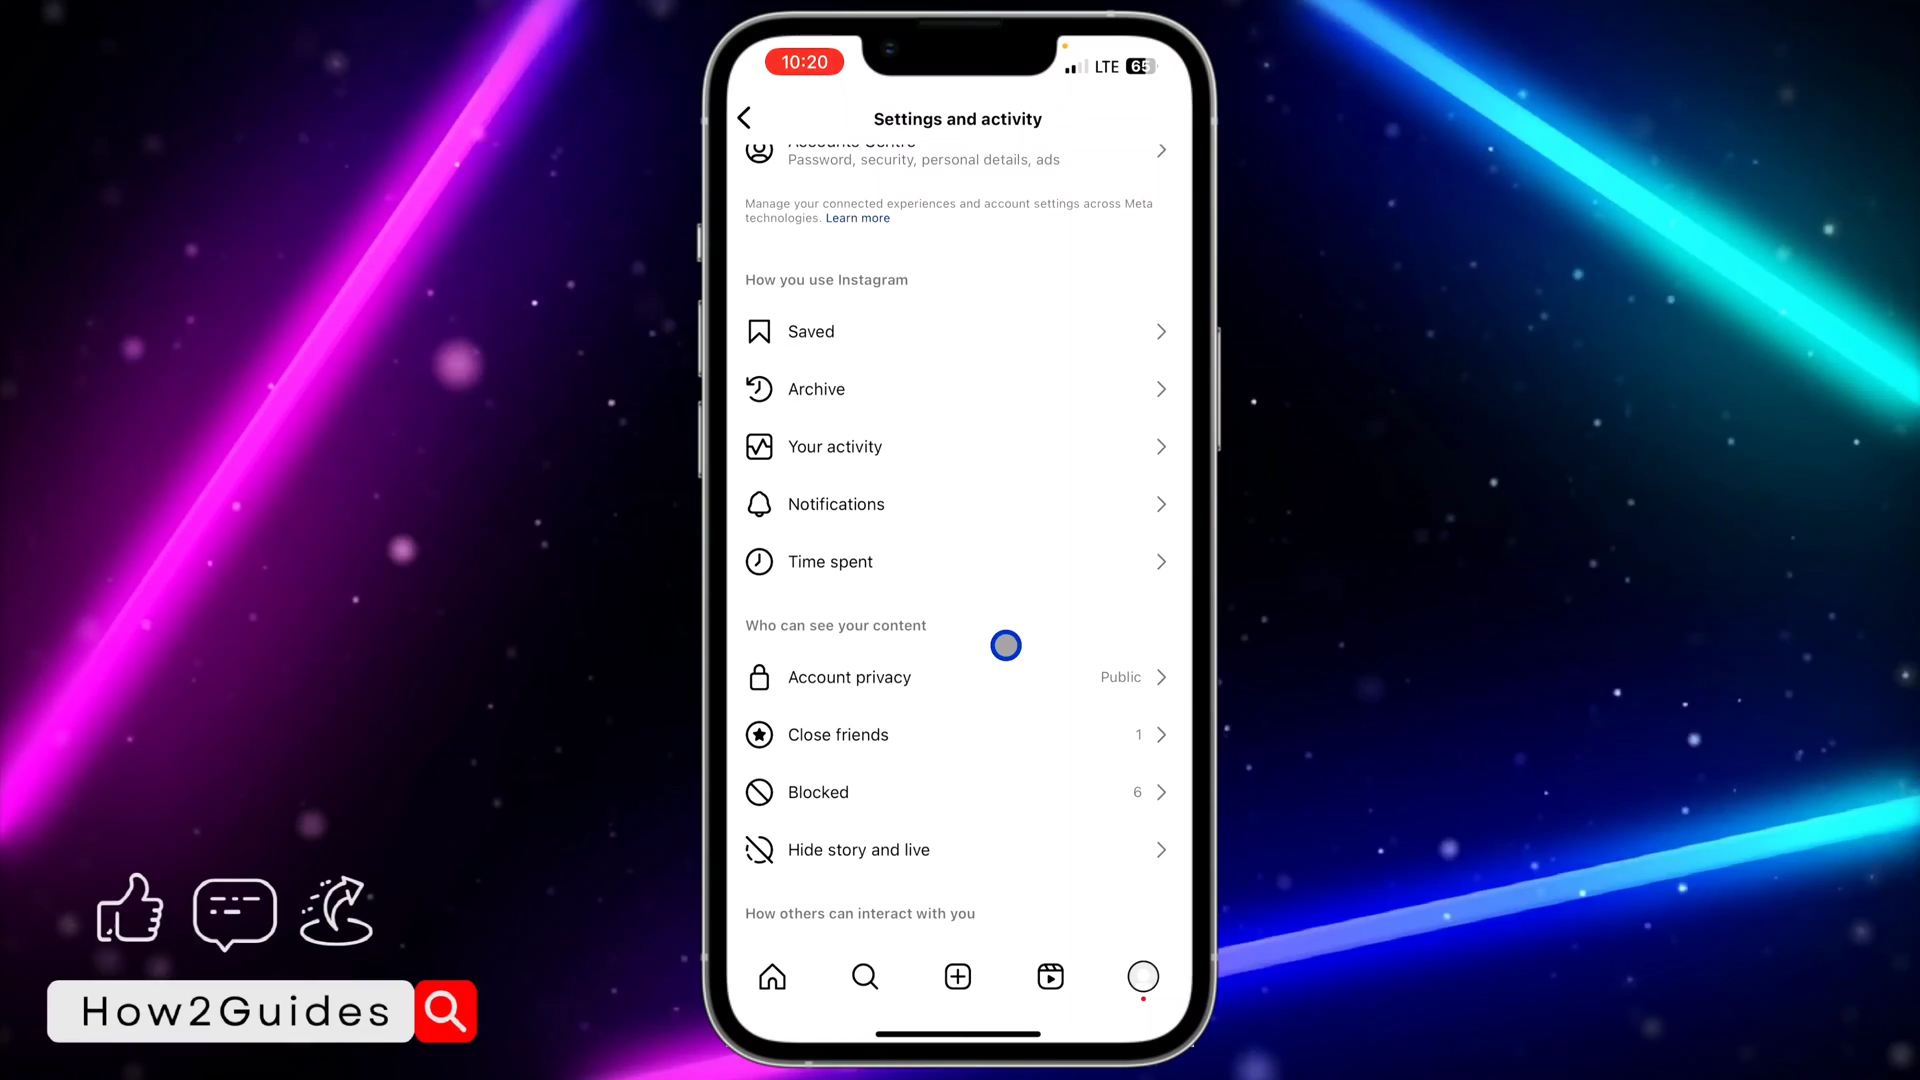 10:20
LTE 65
Settings and activity
Accounts Centre
Password, security, personal details, ads
Manage your connected experiences and account settings across Meta
technologies. Learn more
How you use Instagram
Saved
Archive
Your activity
Notifications
Time spent
Who can see your content
Account privacy Public
Close friends 1
Blocked 6
Hide story and live
How others can interact with you
How2Guides